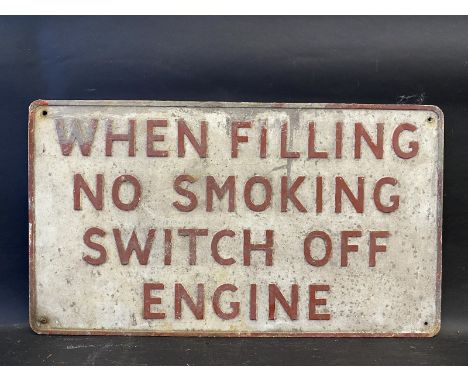 WHEN FILLING
NO SMOKING
SWITCH OFF
ENGINE